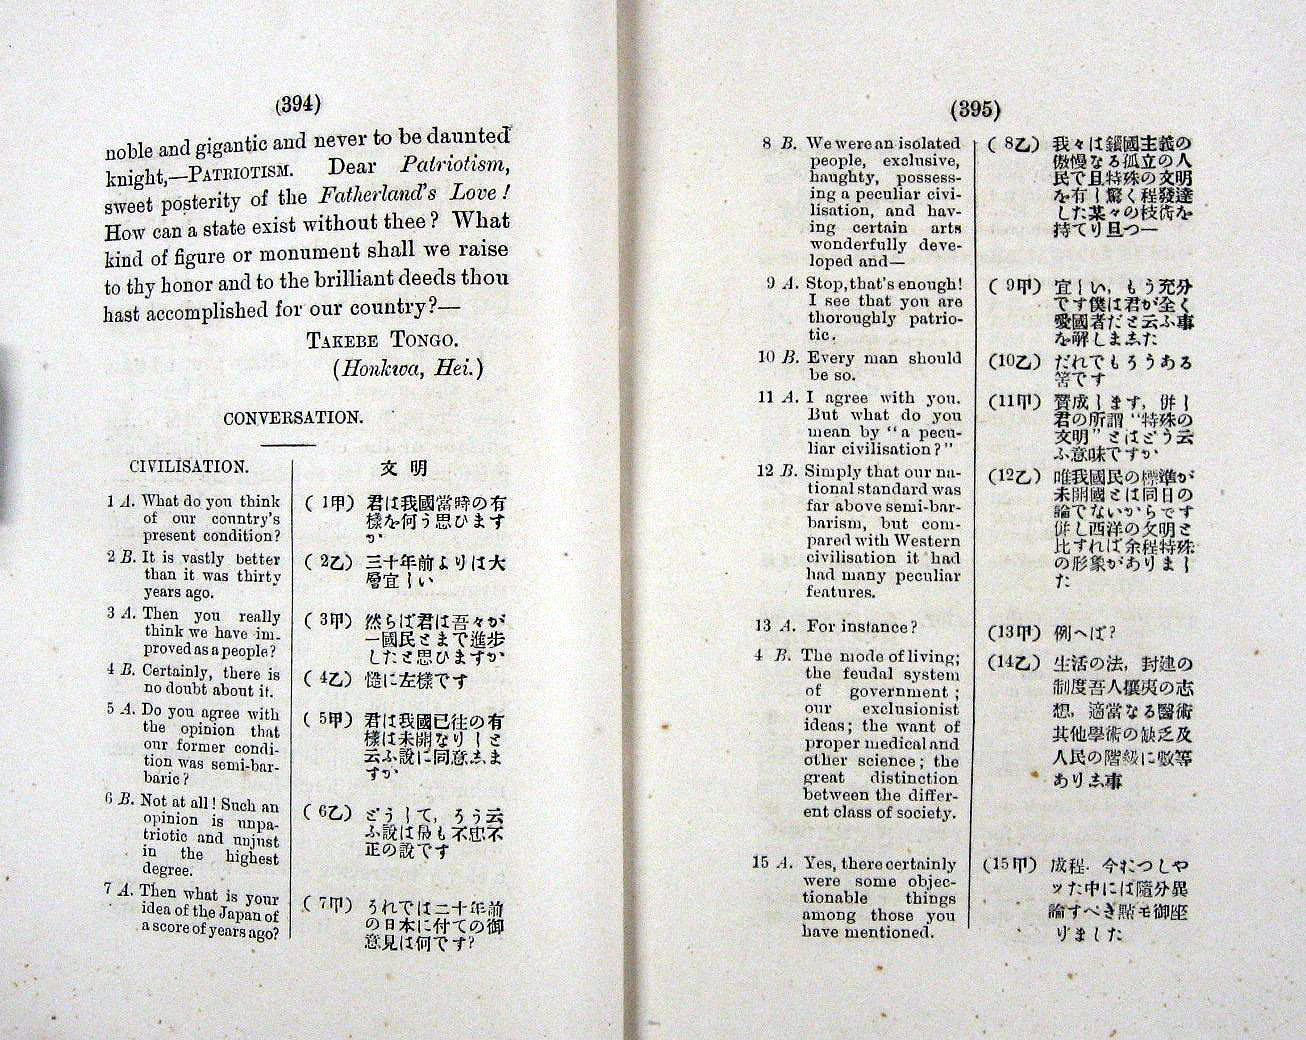 (394)
noble and gigantic and never to be daunted
knight,—PATRIOTISM. Dear Patriotism,
sweet posterity of the Fatherland's Love!
How can a state exist without thee? What
kind of figure or monument shall we raise
to thy honor and to the brilliant deeds thou
hast accomplished for our country?—
TAKEBE TONGO.
(Honkwa, Hei.)
CONVERSATION.
CIVILISATION.
1 A. What do you think
of our country's
present condition?
2 B. It is vastly better
than it was thirty
years ago.
3 A. Then you really
think we have im-
proved as a people?
4 B. Certainly, there is
no doubt about it.
5 A. Do you agree with
the opinion that
our former condi-
tion was semi-bar-
baric?
6 B. Not at all! Such an
opinion is unpa-
triotic and unjust
in the highest
degree.
7 A. Then what is your
idea of the Japan of
a score of years ago?
文明
(1甲) 君は我國當時の有
樣を何う思ひます
か
(2乙) 三十年前よりは大
層宜しい
(3甲) 然らば君は吾々が
一國民とまで進歩
したと思ひますか
(4乙) 慥に左樣です
(5甲) 君は我國已往の有
樣は未開なりしと
云ふ説に同意しま
すか
(6乙) どうして, そう云
ふ説は最も不忠不
正の説です
(7甲) それでは二十年前
の日本に付ての御
意見は何です?
(395)
8 B. We were an isolated
people, exclusive,
haughty, possess-
ing a peculiar civi-
lisation, and hav-
ing certain arts
wonderfully deve-
loped and—
9 A. Stop, that's enough!
I see that you are
thoroughly patrio-
tic.
10 B. Every man should
be so.
11 A. I agree with you.
But what do you
mean by "a pecu-
liar civilisation?"
12 B. Simply that our na-
tional standard was
far above semi-bar-
barism, but com-
pared with Western
civilisation it had
had many peculiar
features.
13 A. For instance?
4 B. The mode of living;
the feudal system
of government;
our exclusionist
ideas; the want of
proper medical and
other science; the
great distinction
between the differ-
ent class of society.
15 A. Yes, there certainly
were some objec-
tionable things
among those you
have mentioned.
(8乙) 我々は鎖國主義の
傲慢なる孤立の人
民で且特殊の文明
を有し驚く程發達
した某々の技術を
持てり且つ—
(9甲) 宜しい, もう充分
です僕は君が全く
愛國者だと云ふ事
を解しました
(10乙) だれでもそうある
筈です
(11甲) 賛成します, 併し
君の所謂 "特殊の
文明" とはどう云
ふ意味ですか
(12乙) 唯我國民の標準が
未開國とは同日の
論でないからです
併し西洋の文明と
比すれば余程特殊
の形象がありまし
た
(13甲) 例へば?
(14乙) 生活の法, 封建の
制度吾人攘夷の志
想, 適當なる醫術
其他學術の缺乏及
人民の階級に數等
ありし事
(15甲) 成程. 今おつしや
ツた中には隨分異
論すべき點モ御座
りました